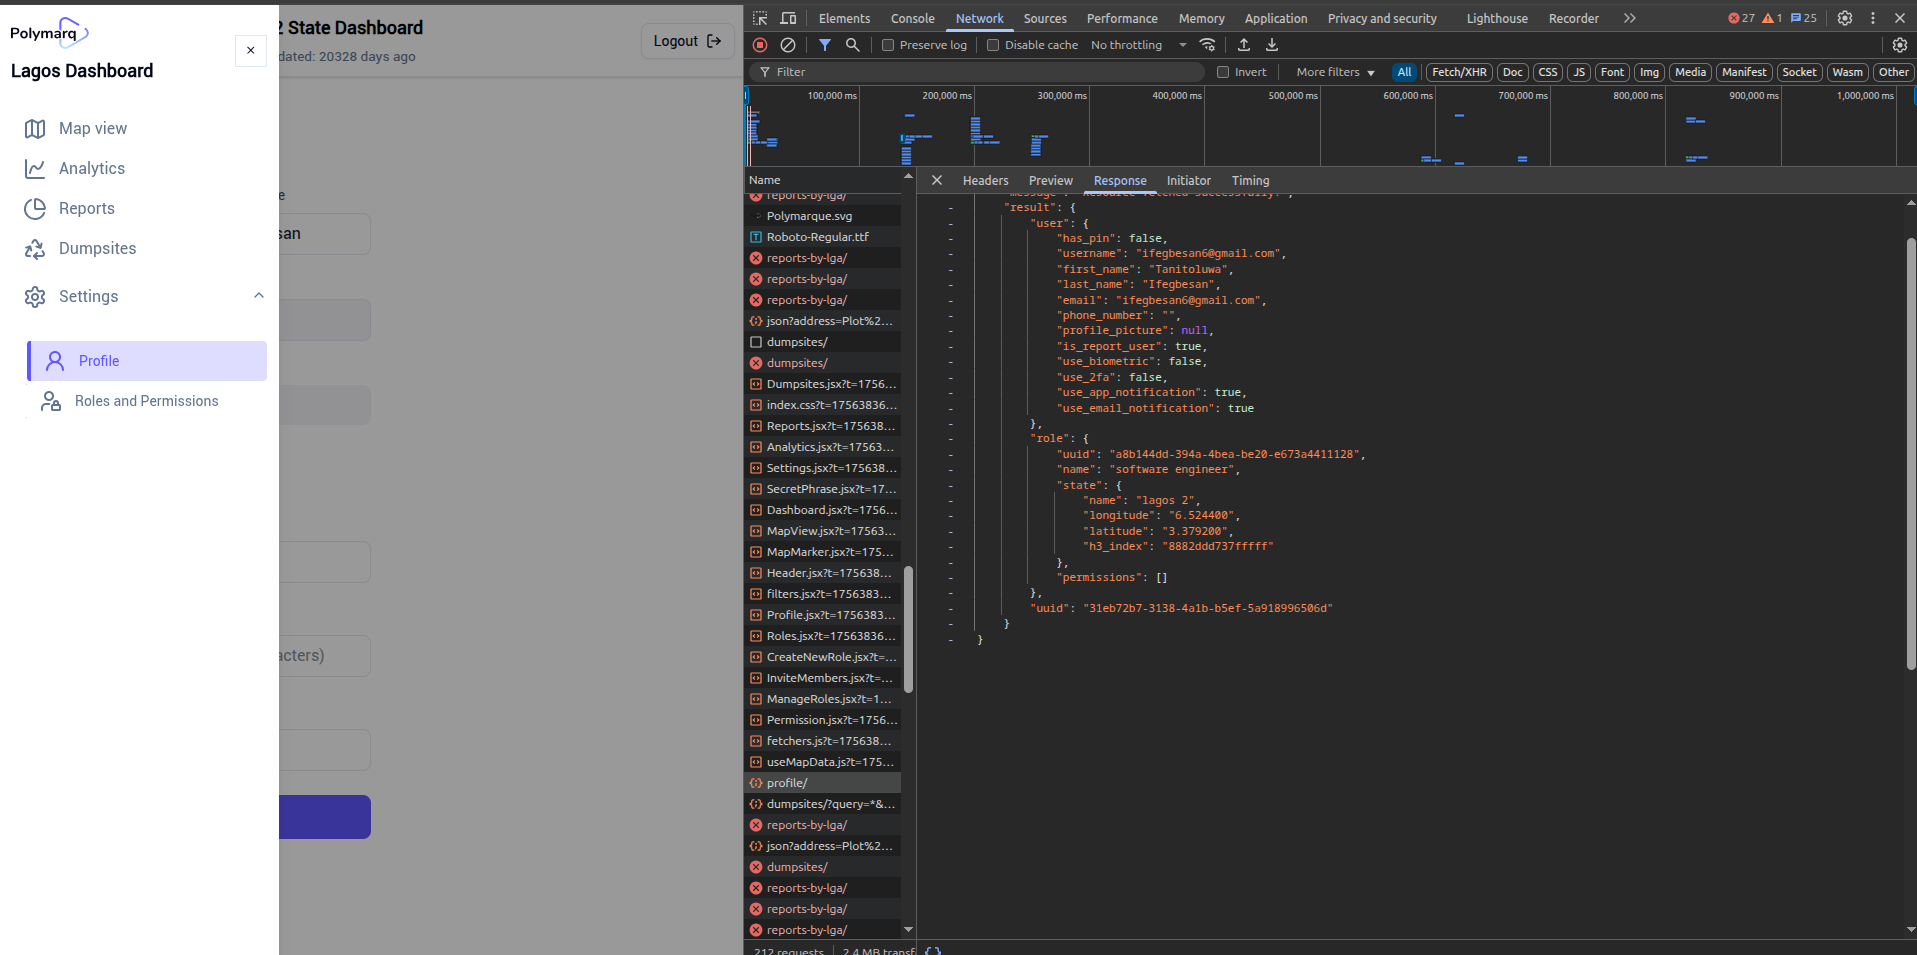 Polymarq
Lagos Dashboard
×
Map view
Analytics
Reports
Dumpsites
Settings
Profile
Roles and Permissions
2 State Dashboard
dated: 20328 days ago
Logout
e
san
acters)
Elements Console Network Sources Performance Memory Application Privacy and security Lighthouse Recorder 27 1 25
Preserve log Disable cache No throttling
Filter Invert More filters All Fetch/XHR Doc CSS JS Font Img Media Manifest Socket Wasm Other
100,000 ms 200,000 ms 300,000 ms 400,000 ms 500,000 ms 600,000 ms 700,000 ms 800,000 ms 900,000 ms 1,000,000 ms
Name
reports-by-lga/
Polymarque.svg
Roboto-Regular.ttf
reports-by-lga/
reports-by-lga/
reports-by-lga/
json?address=Plot%2...
dumpsites/
dumpsites/
Dumpsites.jsx?t=1756...
index.css?t=17563836...
Reports.jsx?t=175638...
Analytics.jsx?t=17563...
Settings.jsx?t=175638...
SecretPhrase.jsx?t=17...
Dashboard.jsx?t=1756...
MapView.jsx?t=17563...
MapMarker.jsx?t=175...
Header.jsx?t=175638...
filters.jsx?t=1756383...
Profile.jsx?t=1756383...
Roles.jsx?t=17563836...
CreateNewRole.jsx?t=...
InviteMembers.jsx?t=...
ManageRoles.jsx?t=1...
Permission.jsx?t=1756...
fetchers.js?t=175638...
useMapData.js?t=175...
profile/
dumpsites/?query=*&...
reports-by-lga/
json?address=Plot%2...
dumpsites/
reports-by-lga/
reports-by-lga/
reports-by-lga/
212 requests 2.4 MB transf
Headers Preview Response Initiator Timing
"message": "Resource fetched successfully.",
- "result": {
- "user": {
- "has_pin": false,
- "username": "ifegbesan6@gmail.com",
- "first_name": "Tanitoluwa",
- "last_name": "Ifegbesan",
- "email": "ifegbesan6@gmail.com",
- "phone_number": "",
- "profile_picture": null,
- "is_report_user": true,
- "use_biometric": false,
- "use_2fa": false,
- "use_app_notification": true,
- "use_email_notification": true
- },
- "role": {
- "uuid": "a8b144dd-394a-4bea-be20-e673a4411128",
- "name": "software engineer",
- "state": {
- "name": "lagos 2",
- "longitude": "6.524400",
- "latitude": "3.379200",
- "h3_index": "8882ddd737fffff"
- },
- "permissions": []
- },
- "uuid": "31eb72b7-3138-4a1b-b5ef-5a918996506d"
- }
- }